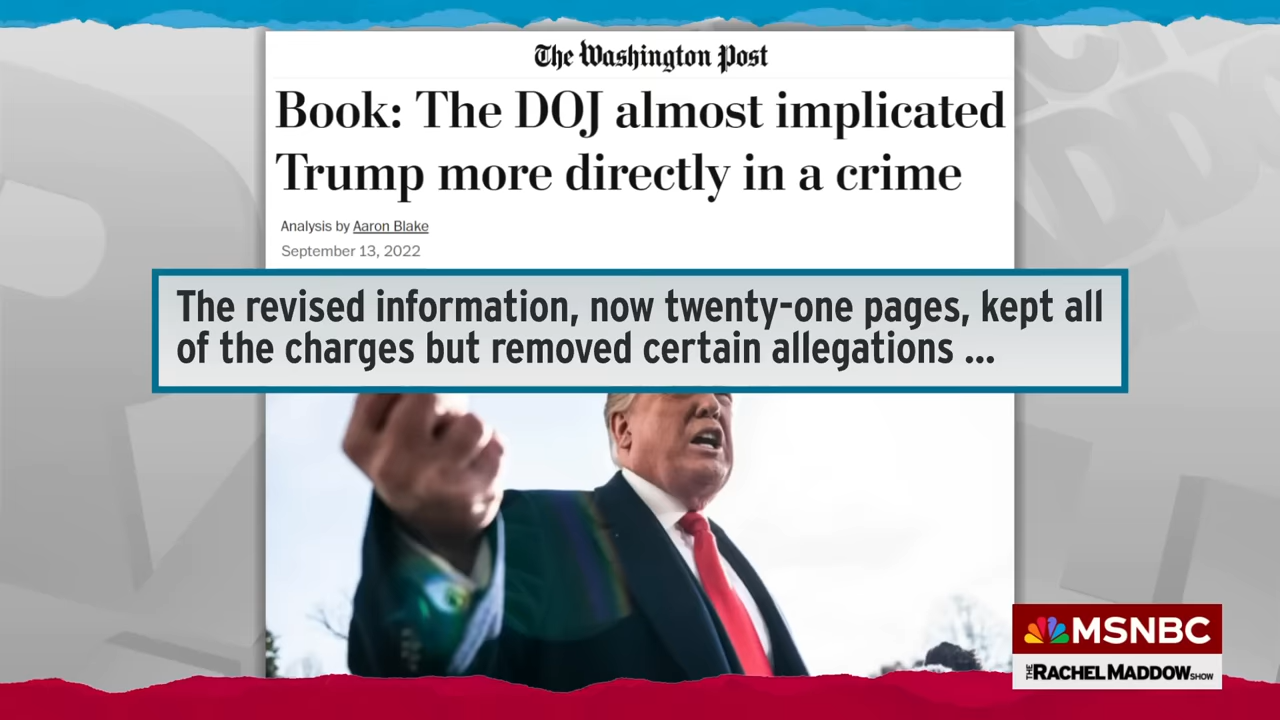 The Washington Post
Book: The DOJ almost implicated
Trump more directly in a crime
Analysis by Aaron Blake
September 13, 2022
The revised information, now twenty-one pages, kept all
of the charges but removed certain allegations ...
MSNBC
THE RACHEL MADDOW SHOW